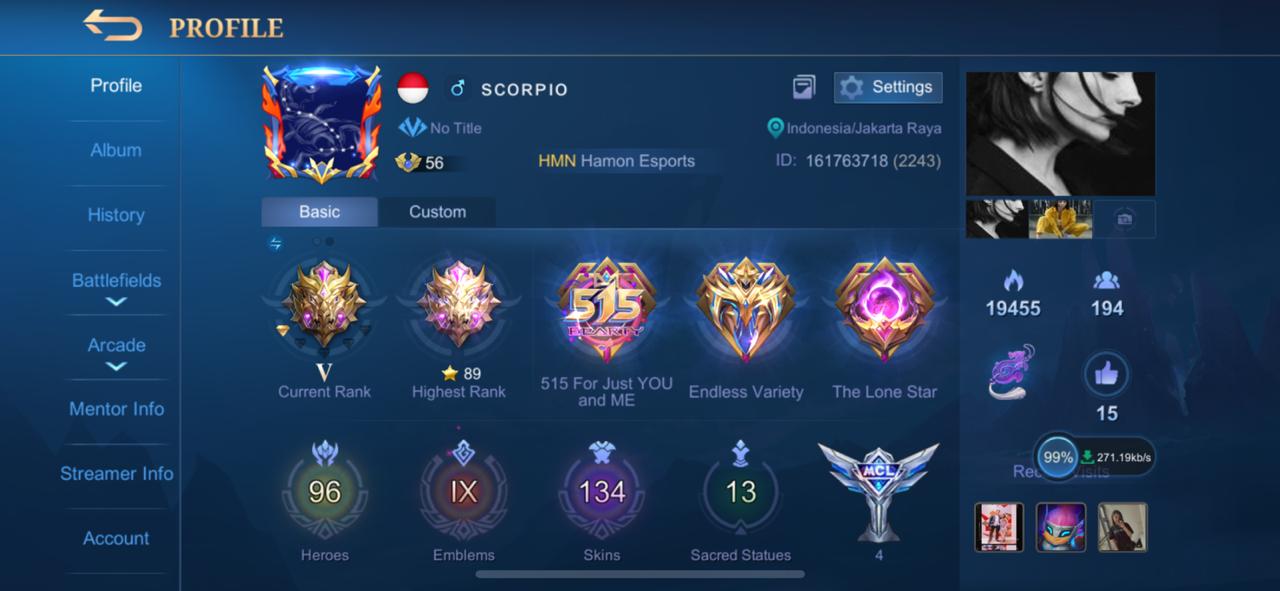 PROFILE
Profile
Album
History
Battlefields
Arcade
Mentor Info
Streamer Info
Account
SCORPIO
Settings
No Title
Indonesia/Jakarta Raya
56
HMN Hamon Esports
ID: 161763718 (2243)
Basic
Custom
515
V
Current Rank
89
Highest Rank
515 For Just YOU
and ME
Endless Variety
The Lone Star
96
Heroes
IX
Emblems
134
Skins
13
Sacred Statues
MCL
4
19455
194
15
99%
271.19kb/s